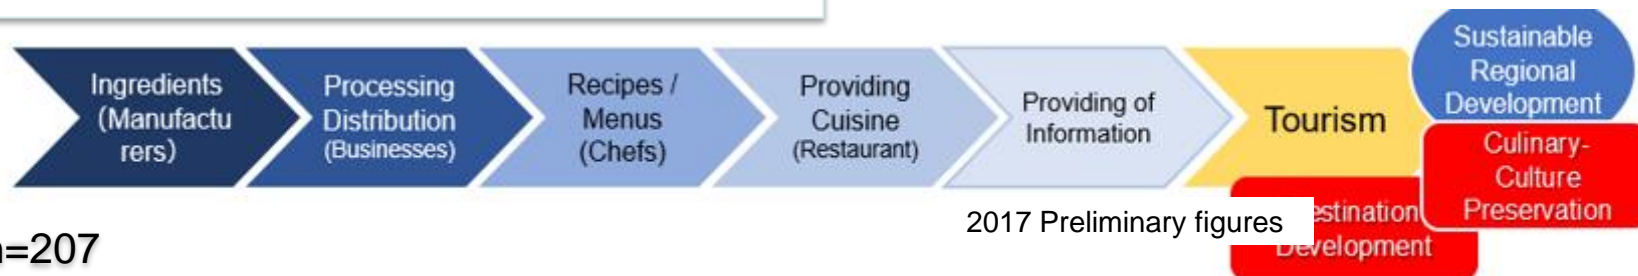 Ingredients
(Manufactu
rers)
Processing
Distribution
(Businesses)
Recipes /
Menus
(Chefs)
Providing
Cuisine
(Restaurant)
Providing of
Information
Tourism
Sustainable
Regional
Development
Culinary-
Culture
Preservation
estination
Development
2017 Preliminary figures
=207